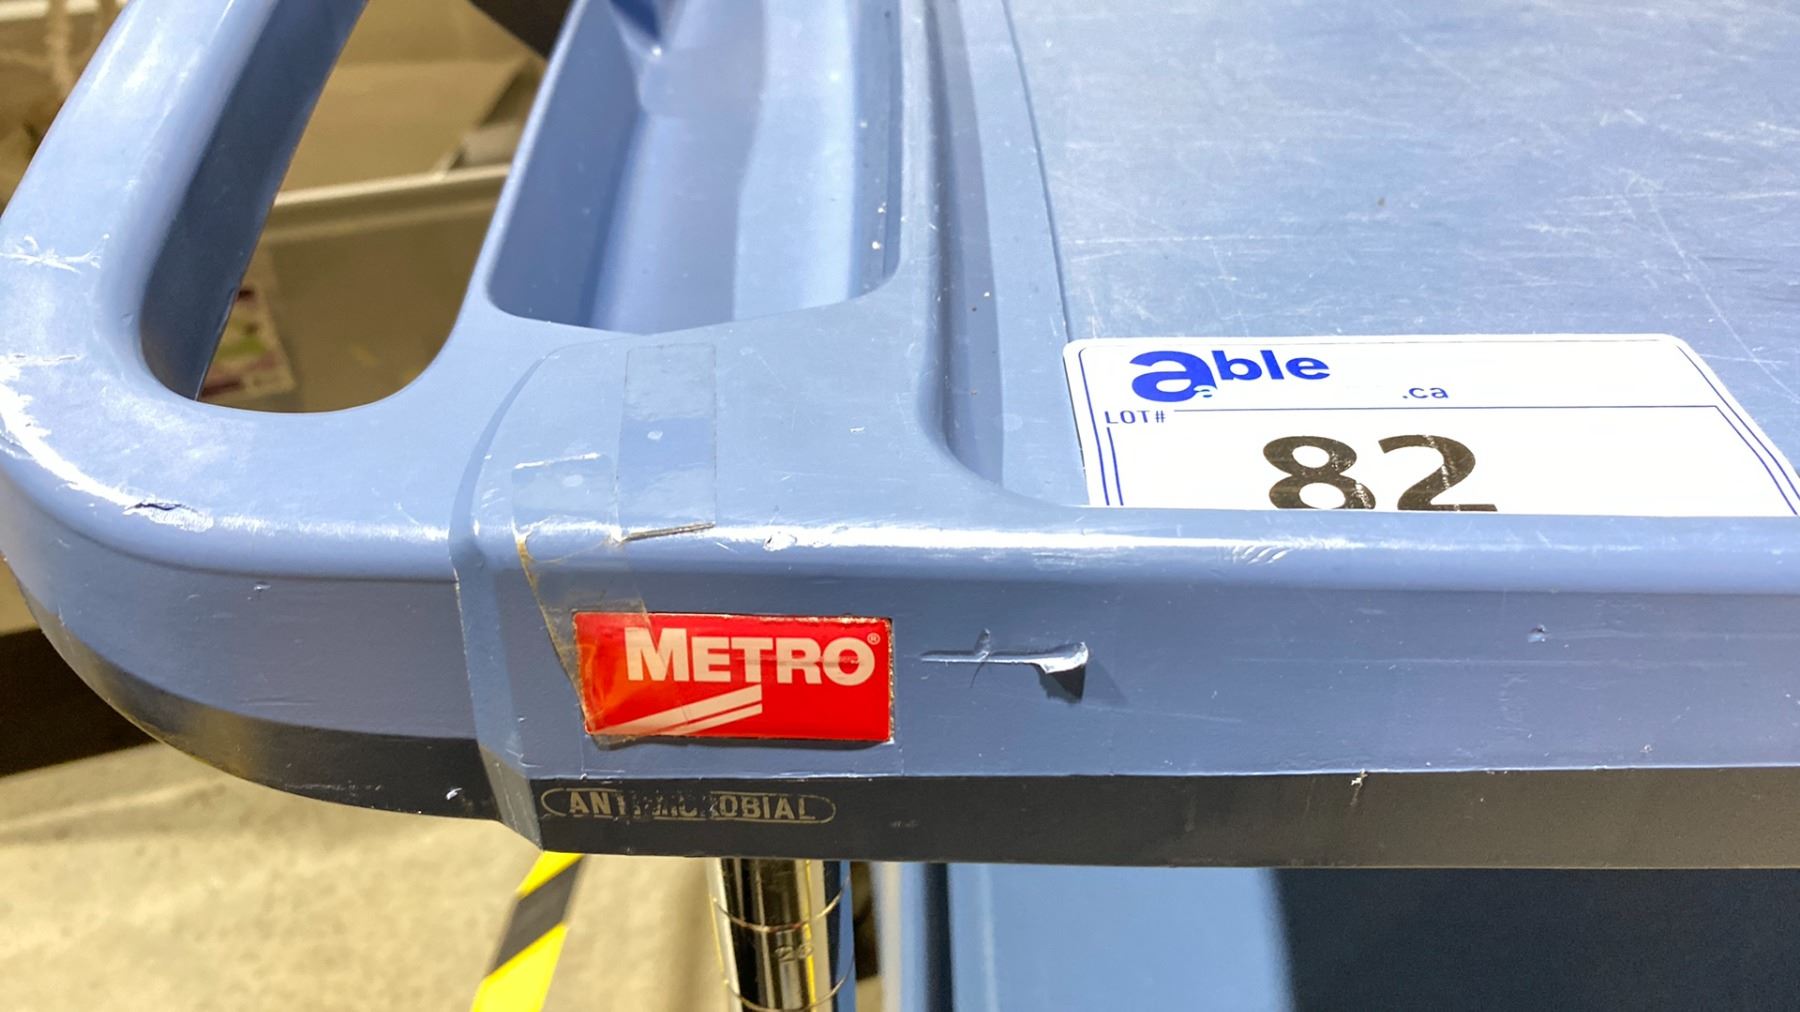 able
.ca
LOT#
82
METRO®
ANTIMICROBIAL